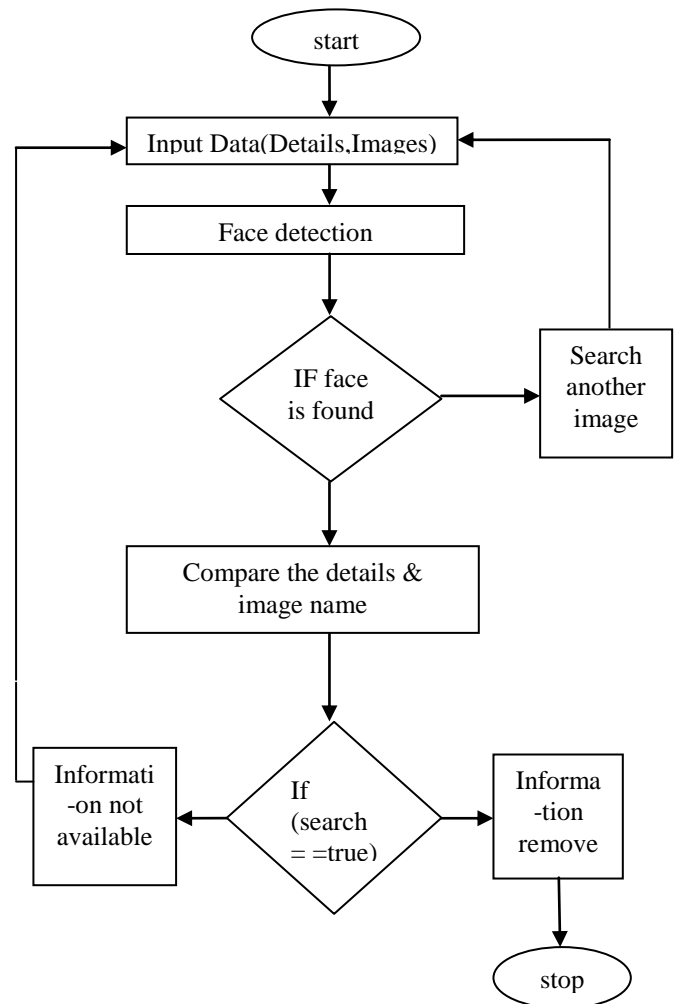 start
Input Data(Details,Images)
Face detection
IF face
is found
Search
another
image
Compare the details &
image name
Informati
-on not
available
If
(search
= =true)
Informa
-tion
remove
stop